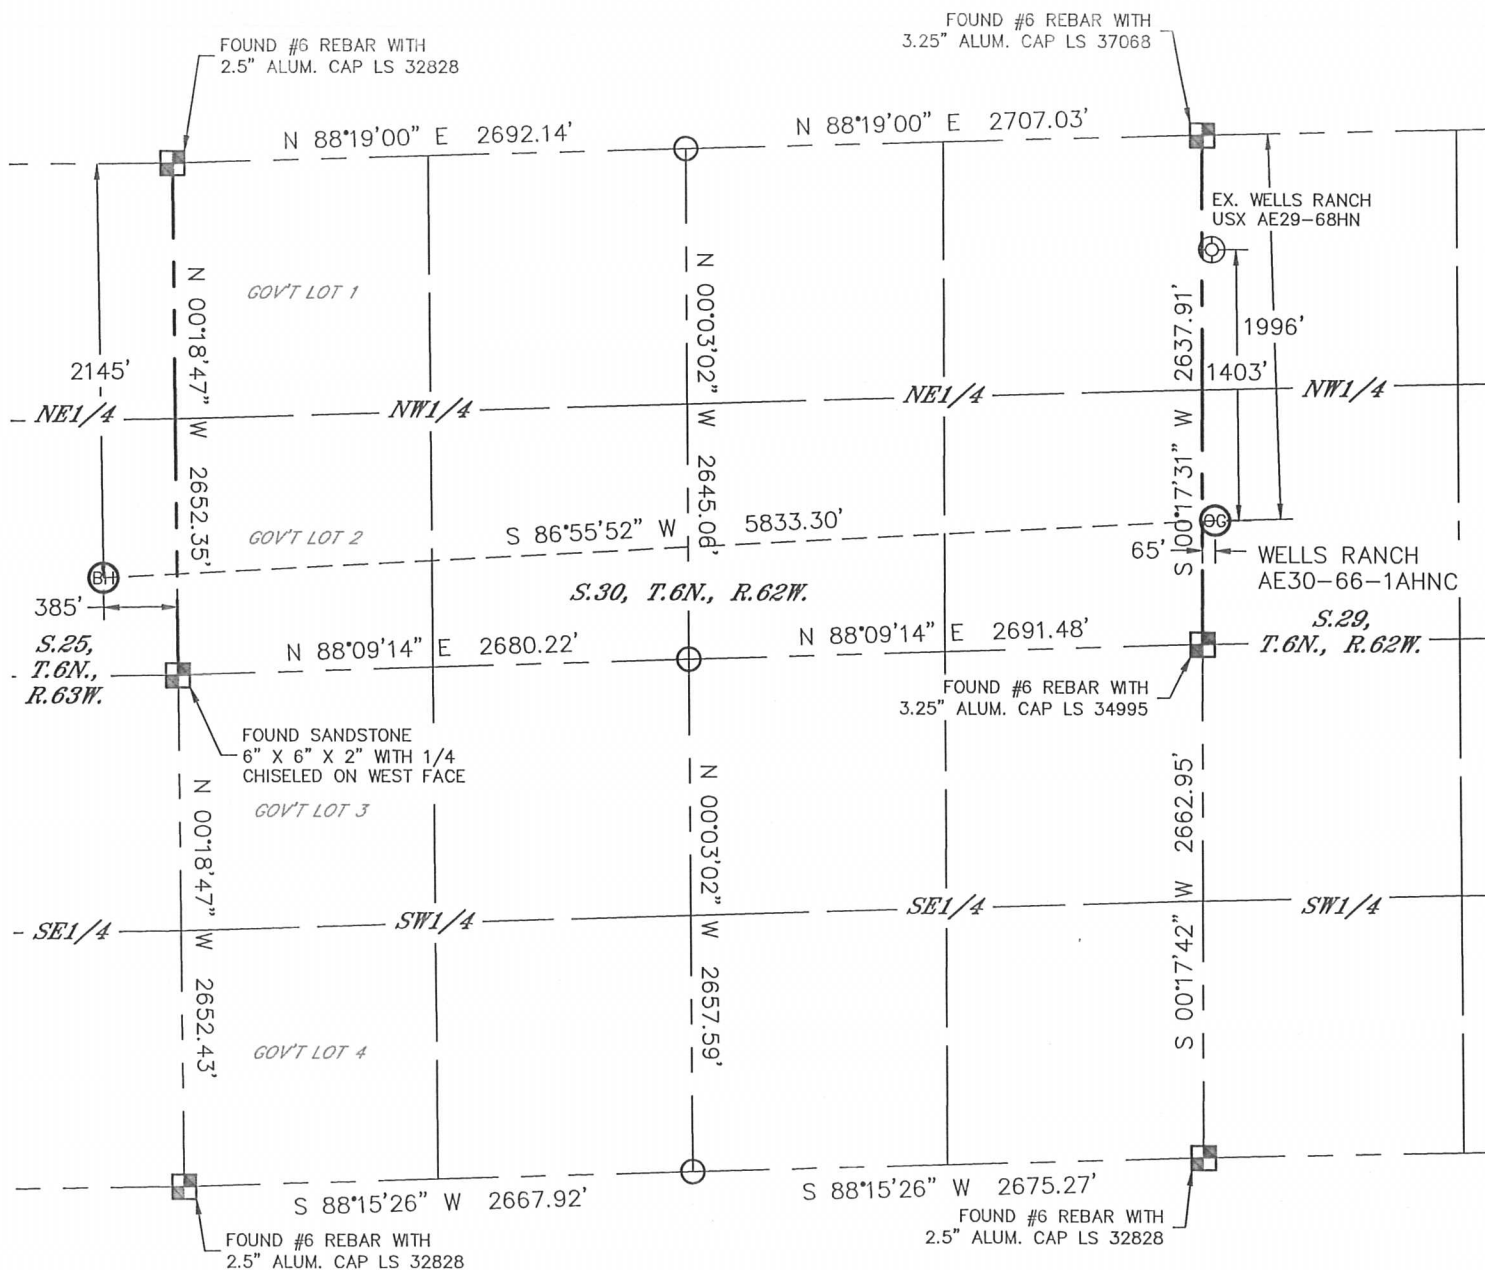 FOUND #6 REBAR WITH
2.5" ALUM. CAP LS 32828
FOUND #6 REBAR WITH
3.25" ALUM. CAP LS 37068
N 88°19'00" E 2692.14'
N 88°19'00" E 2707.03'
EX. WELLS RANCH
USX AE29-68HN
GOV'T LOT 1
N 00°18'47" W 2652.35'
N 00°03'02" W 2645.06'
S 00°17'31" W 2637.91'
2145'
1996'
1403'
NE1/4
NW1/4
NE1/4
NW1/4
GOV'T LOT 2
S 86°55'52" W 5833.30'
OG
65'
WELLS RANCH
AE30-66-1AHNC
BH
385'
S.30, T.6N., R.62W.
S.25,
T.6N.,
R.63W.
N 88°09'14" E 2680.22'
N 88°09'14" E 2691.48'
S.29,
T.6N., R.62W.
FOUND #6 REBAR WITH
3.25" ALUM. CAP LS 34995
FOUND SANDSTONE
6" X 6" X 2" WITH 1/4
CHISELED ON WEST FACE
GOV'T LOT 3
N 00°18'47" W 2652.43'
N 00°03'02" W 2657.59'
S 00°17'42" W 2662.95'
SE1/4
SW1/4
SE1/4
SW1/4
GOV'T LOT 4
S 88°15'26" W 2667.92'
S 88°15'26" W 2675.27'
FOUND #6 REBAR WITH
2.5" ALUM. CAP LS 32828
FOUND #6 REBAR WITH
2.5" ALUM. CAP LS 32828